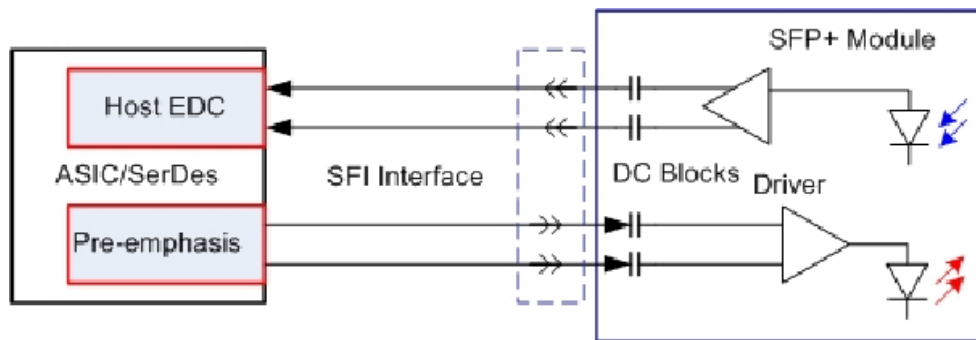 SFP+ Module
Host EDC
ASIC/SerDes
SFI Interface
DC Blocks
Driver
Pre-emphasis